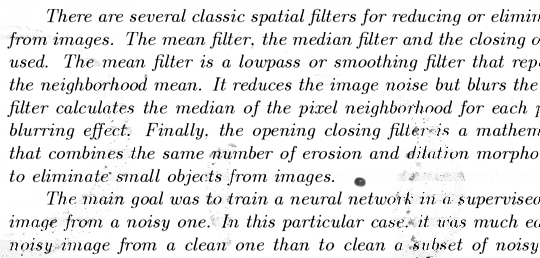 There are several classic spatial filters for reducing or elimin
from images. The mean filter, the median filter and the closing o
used. The mean filter is a lowpass or smoothing filter that rep
the neighborhood mean. It reduces the image noise but blurs the
filter calculates the median of the pixel neighborhood for each p
blurring effect. Finally, the opening closing filter is a mathem
that combines the same number of erosion and dilation morpho
to eliminate small objects from images.
The main goal was to train a neural network in a supervised
image from a noisy one. In this particular case, it was much ea
noisy image from a clean one than to clean a subset of noisy